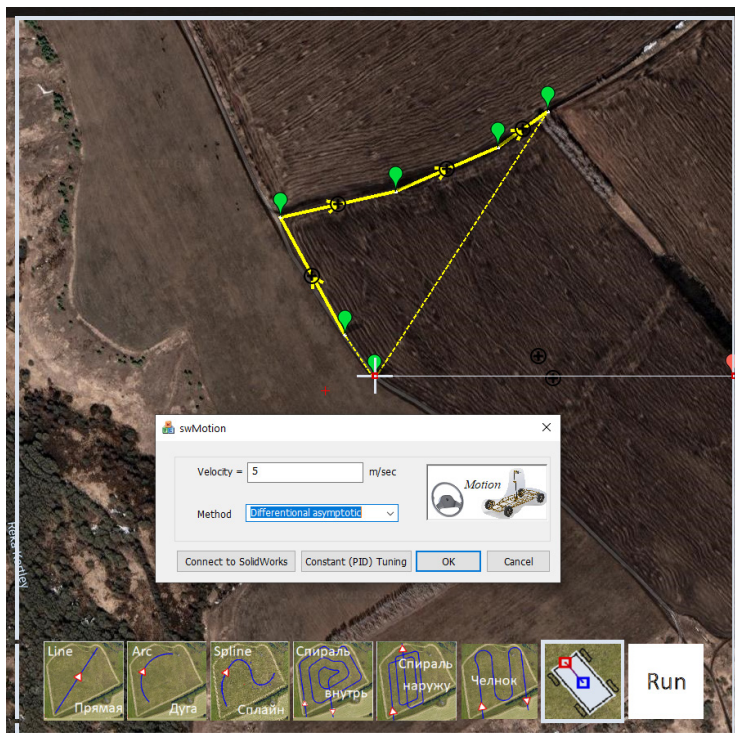 swMotion
Velocity = 5 m/sec
Motion
Method Differentional asymptotic
Connect to SolidWorks Constant (PID) Tuning OK Cancel
Line
Прямая
Arc
Дуга
Spline
Сплайн
Спираль
внутрь
Спираль
наружу
Челнок
Run